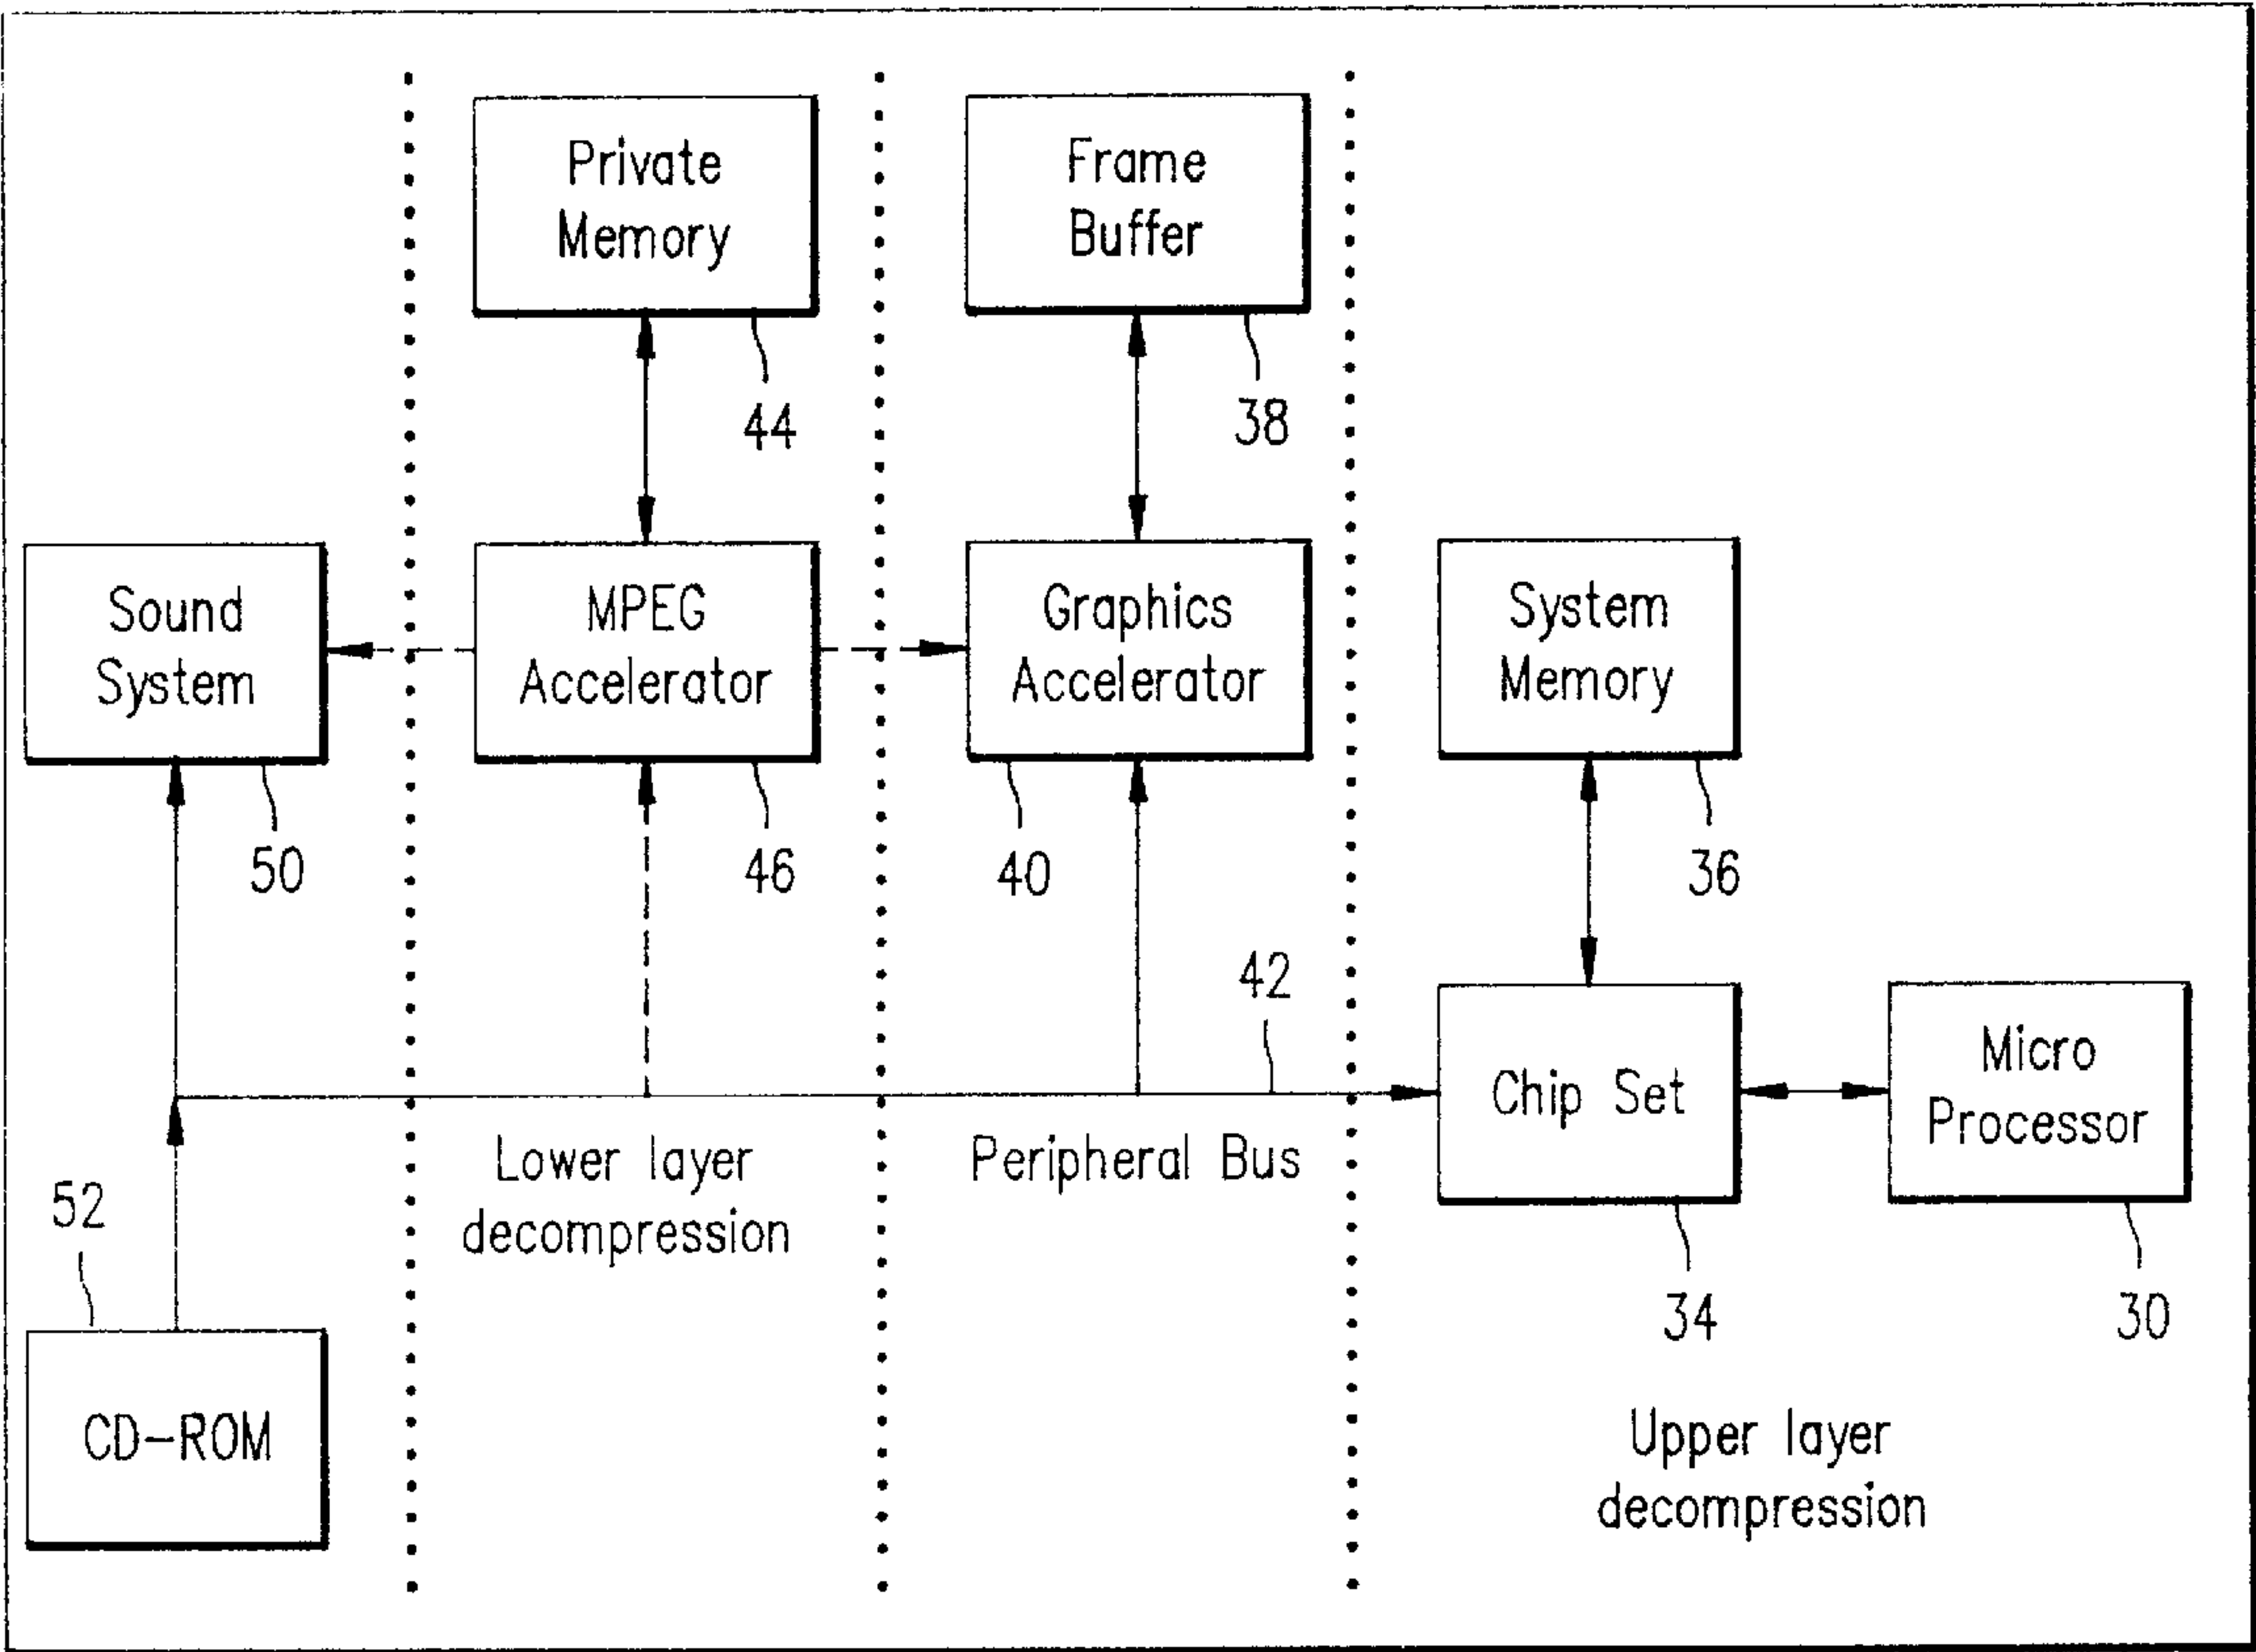 Private
Memory
44
Frame
Buffer
38
Sound
System
50
MPEG
Accelerator
46
Graphics
Accelerator
40
System
Memory
36
42
Chip Set
34
Micro
Processor
30
Lower layer
decompression
Peripheral Bus
52
CD-ROM
Upper layer
decompression